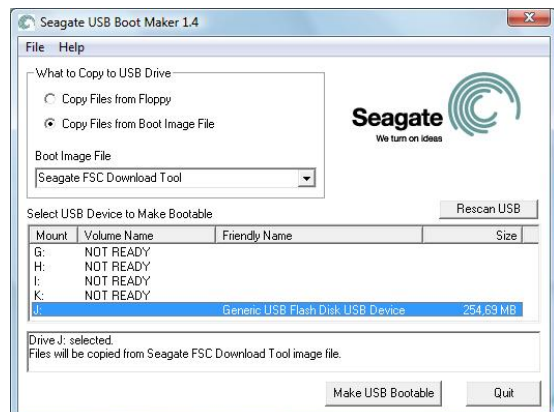 Seagate USB Boot Maker 1.4
File Help
What to Copy to USB Drive
Copy Files from Floppy
Copy Files from Boot Image File
Boot Image File
Seagate FSC Download Tool
Seagate
We turn on ideas
Rescan USB
Select USB Device to Make Bootable
Mount Volume Name Friendly Name Size
G: NOT READY
H: NOT READY
I: NOT READY
K: NOT READY
J: Generic USB Flash Disk USB Device 254,69 MB
Drive J: selected.
Files will be copied from Seagate FSC Download Tool image file.
Make USB Bootable Quit